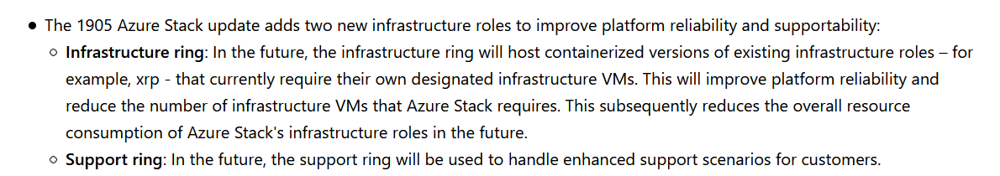 ● The 1905 Azure Stack update adds two new infrastructure roles to improve platform reliability and supportability:
○ Infrastructure ring: In the future, the infrastructure ring will host containerized versions of existing infrastructure roles – for
example, xrp - that currently require their own designated infrastructure VMs. This will improve platform reliability and
reduce the number of infrastructure VMs that Azure Stack requires. This subsequently reduces the overall resource
consumption of Azure Stack's infrastructure roles in the future.
○ Support ring: In the future, the support ring will be used to handle enhanced support scenarios for customers.